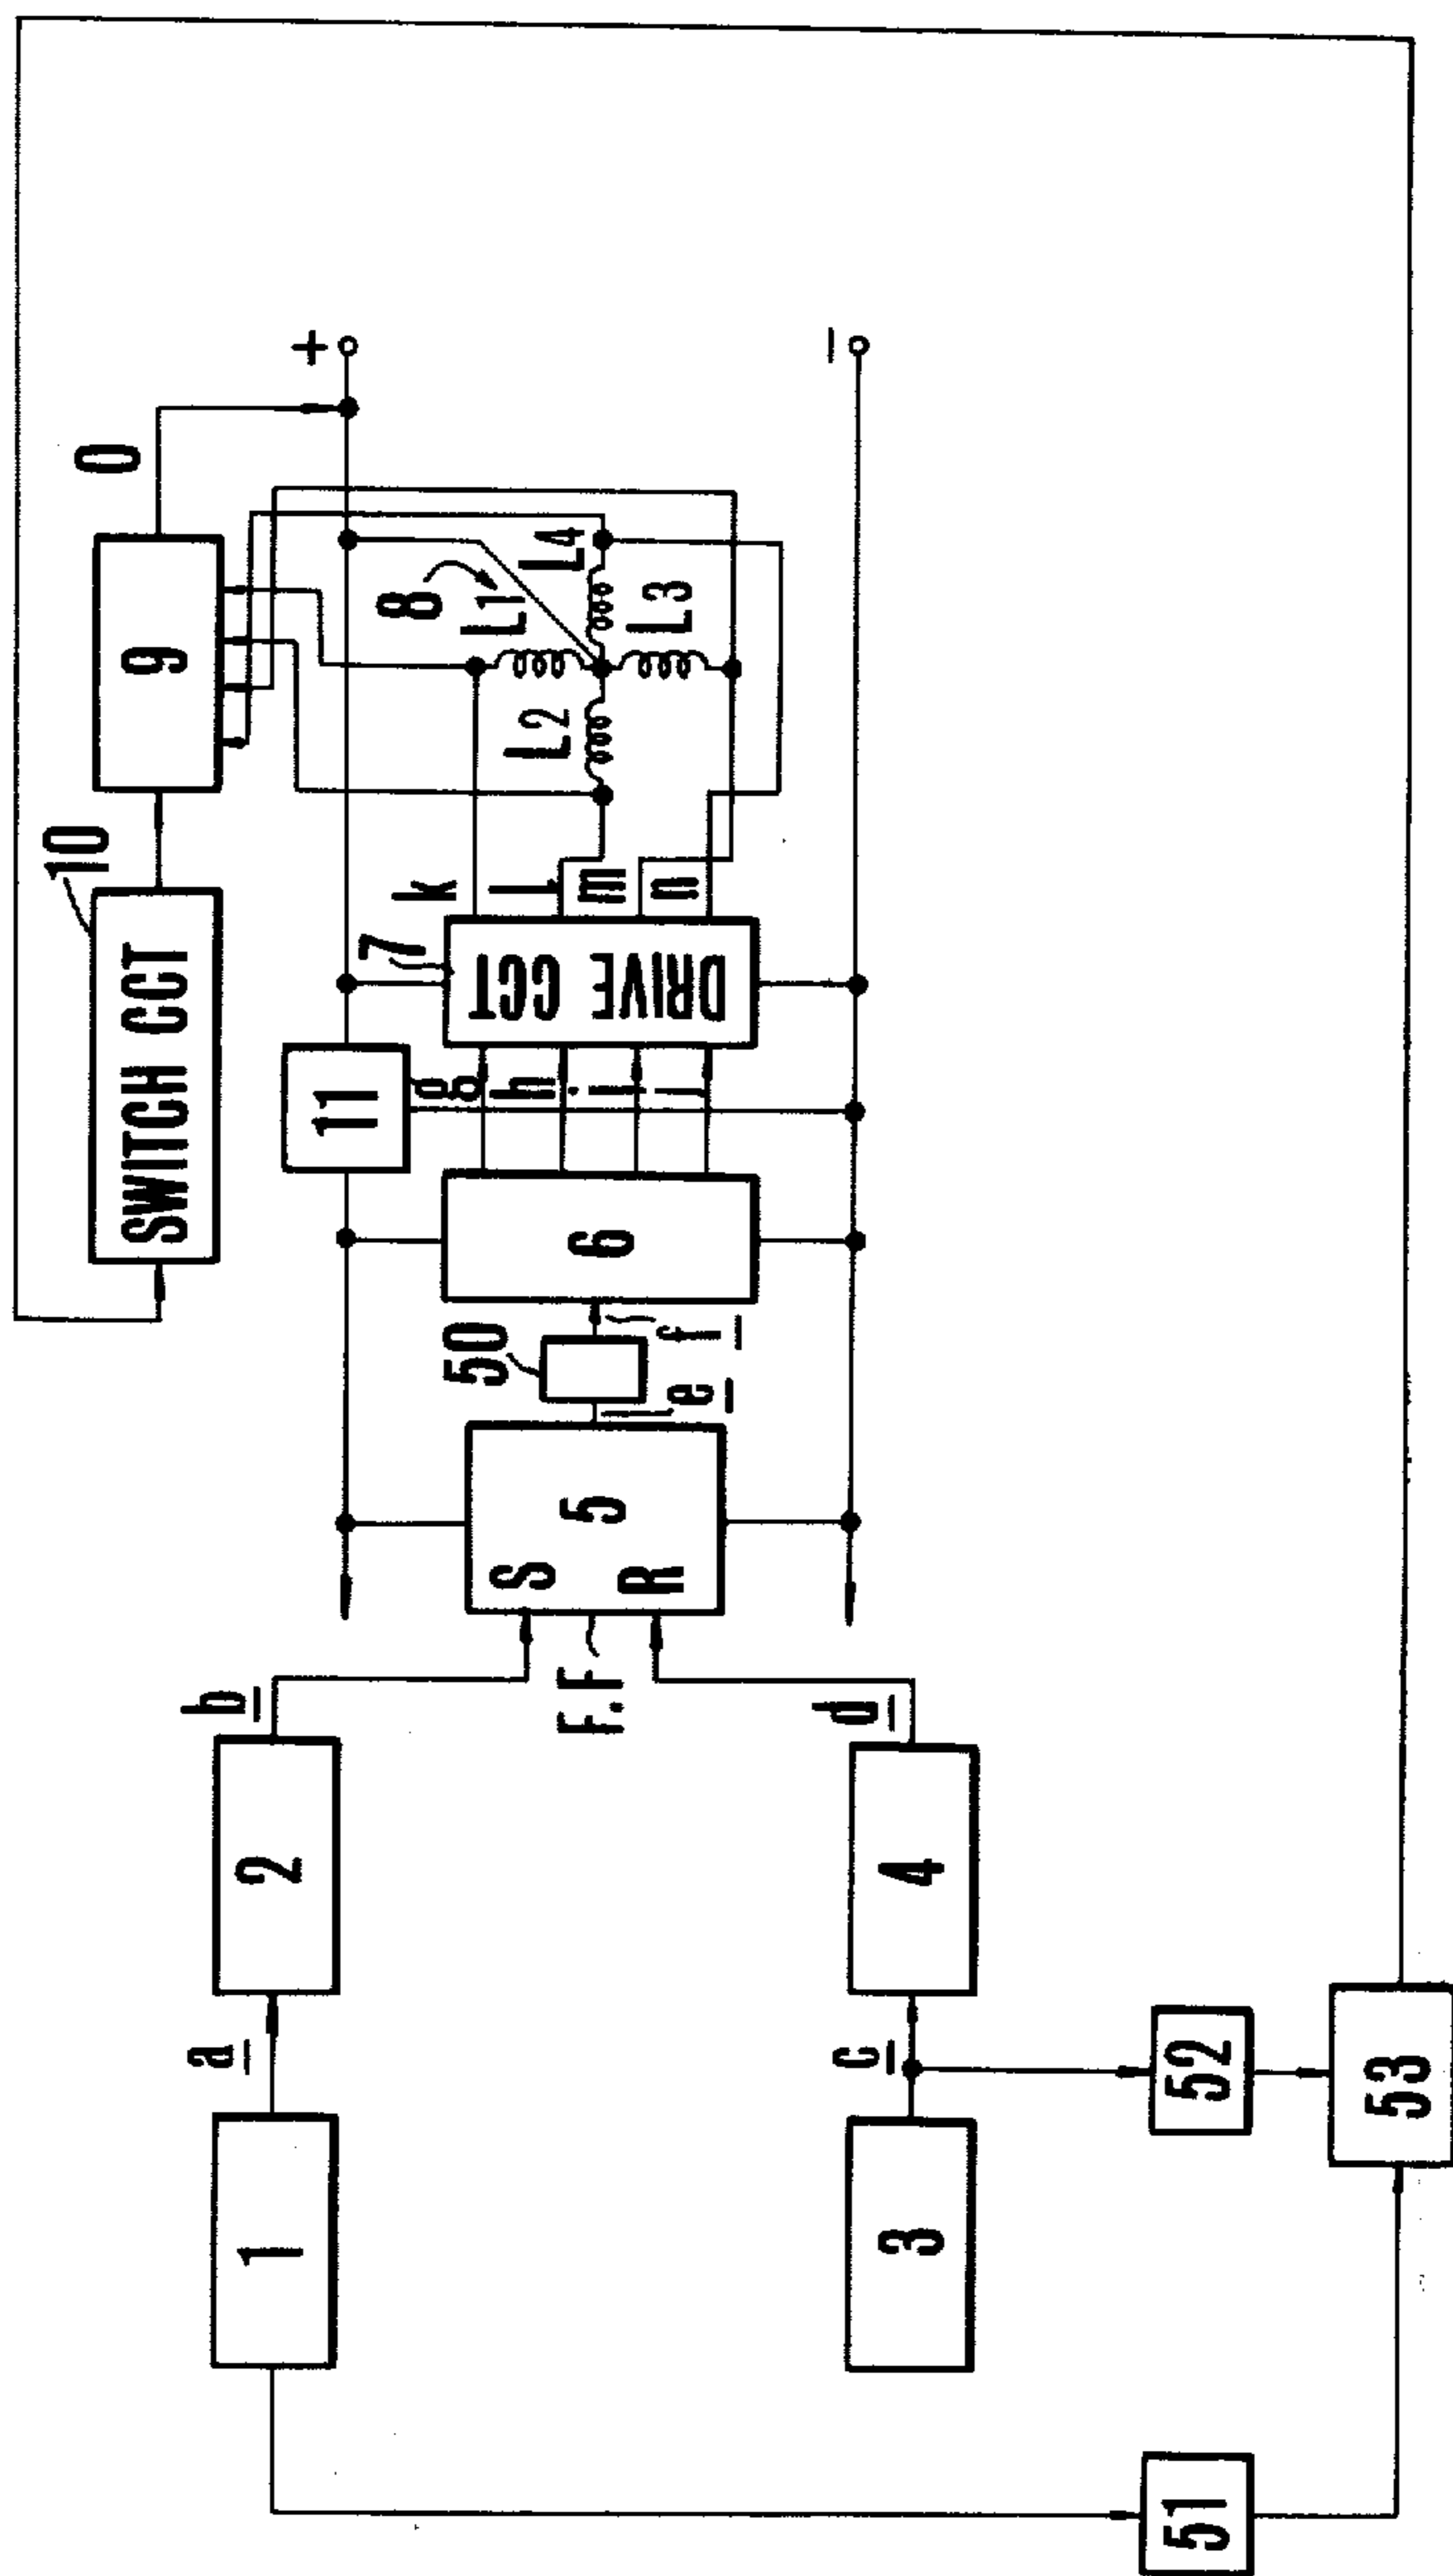 10
SWITCH CCT
9
0
+
11
7
8
k
l
m
n
L1
L2
L3
L4
DRIVE CCT
g
h
i
j
6
50
f
e
S
5
R
F.F
−
b
2
a
1
d
4
c
3
52
53
51